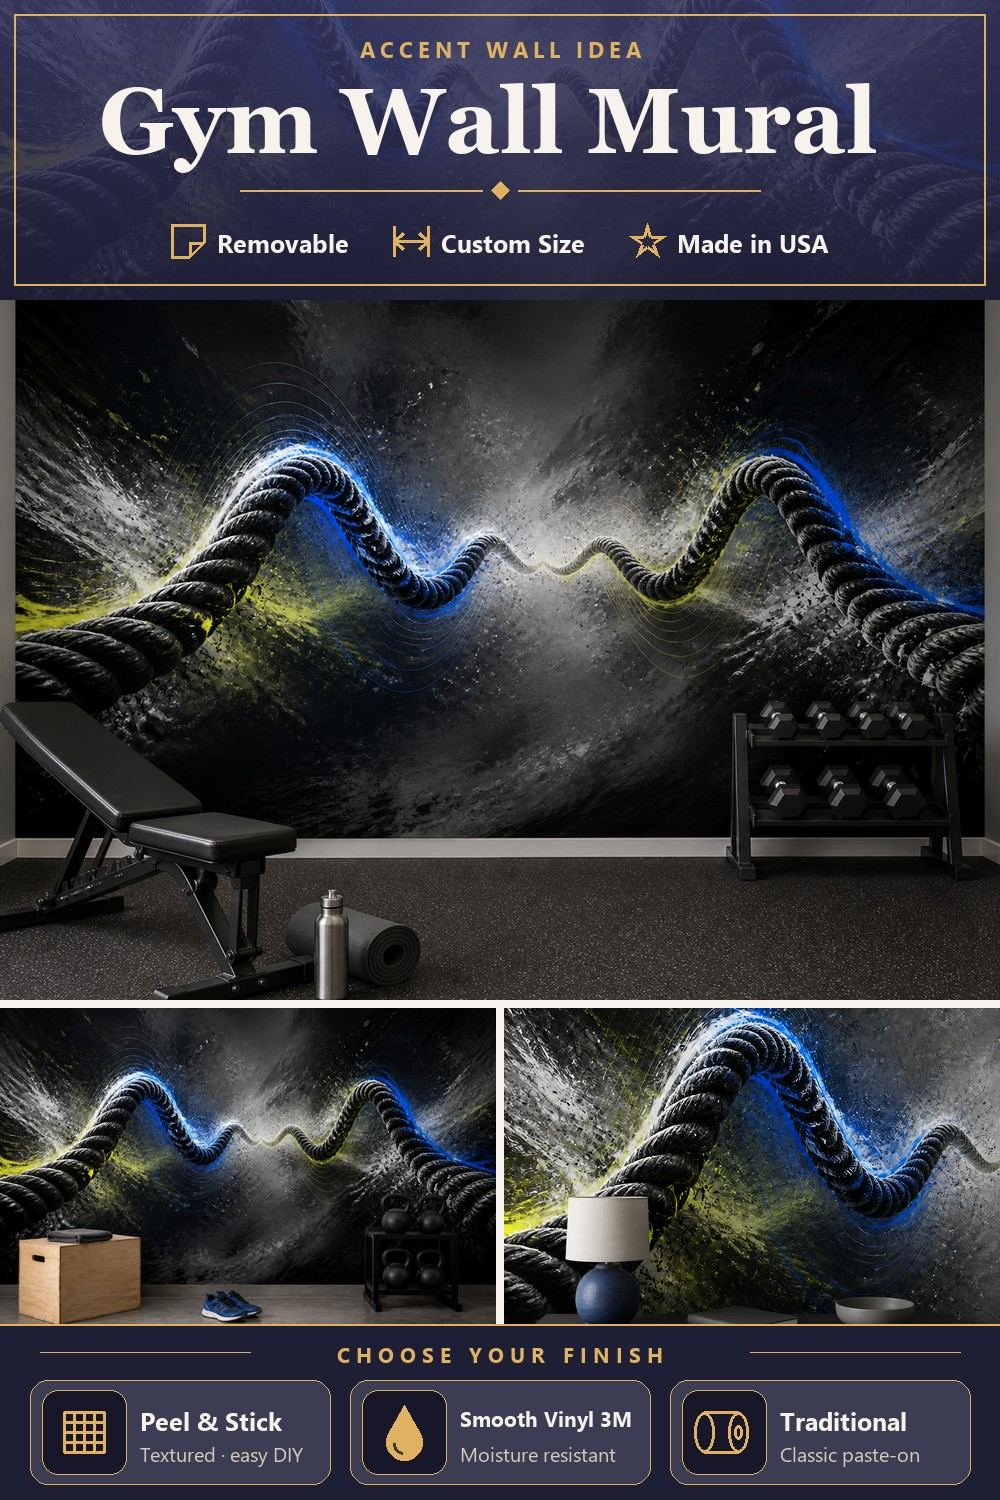 ACCENT WALL IDEA
Gym Wall Mural
Removable
Custom Size
Made in USA
CHOOSE YOUR FINISH
Peel & Stick
Textured · easy DIY
Smooth Vinyl 3M
Moisture resistant
Traditional
Classic paste-on